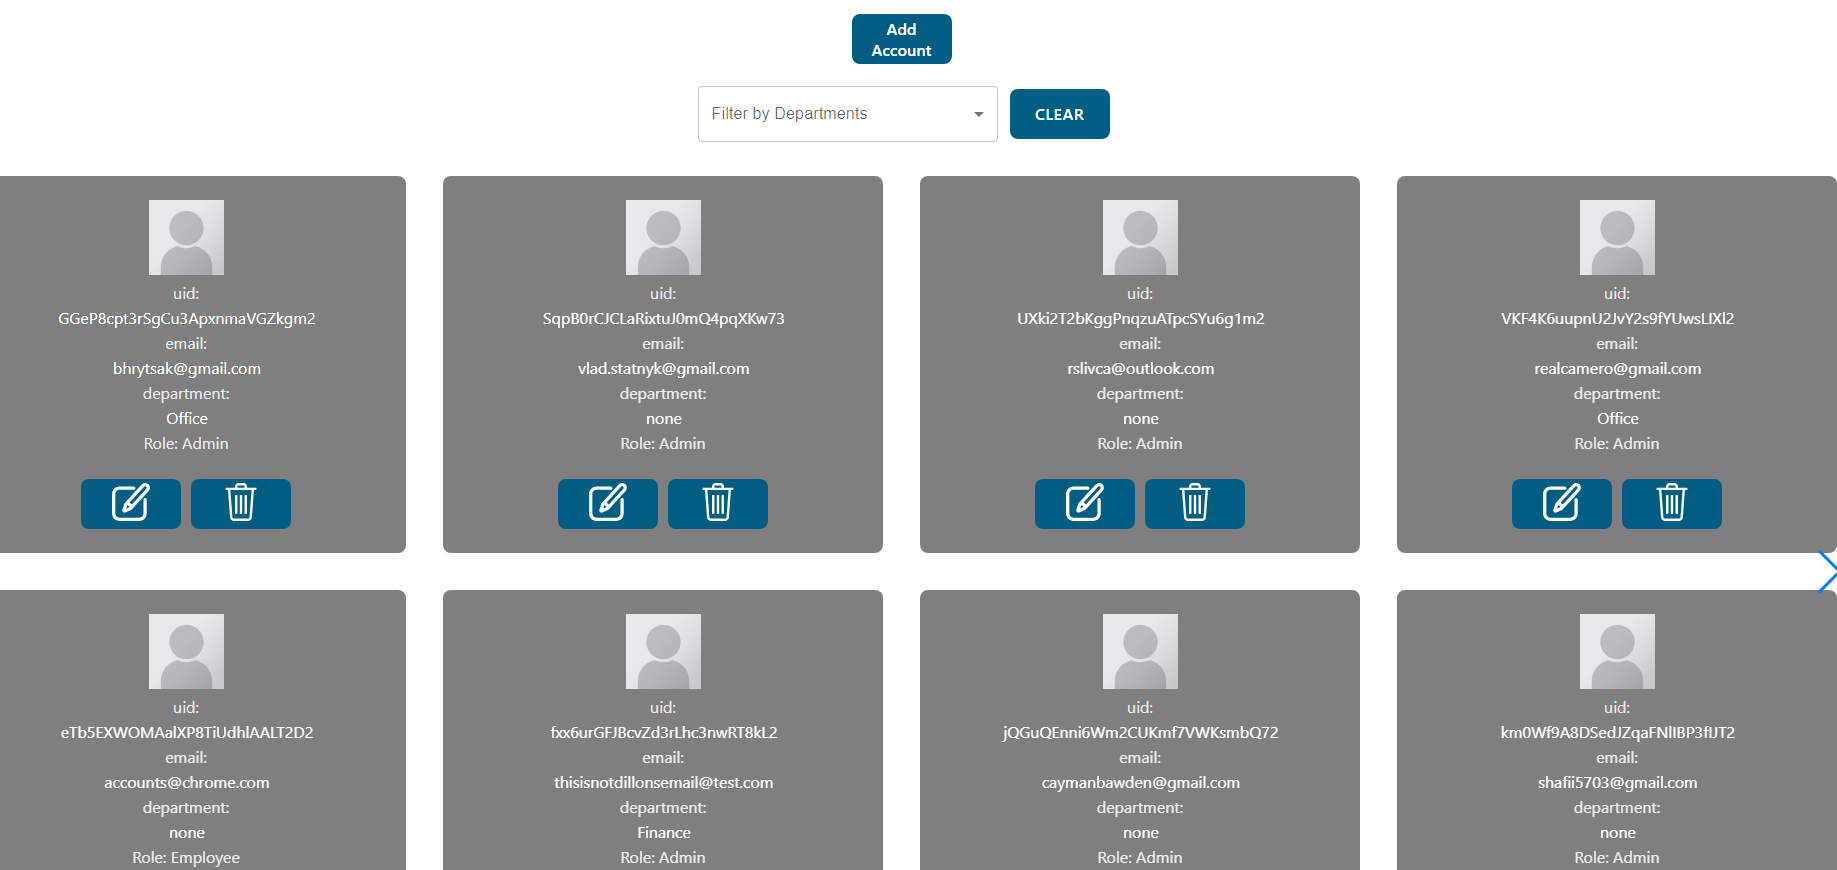 Add
Account
Filter by Departments
CLEAR
uid:
GGeP8cpt3rSgCu3ApxnmaVGZkgm2
email:
bhrytsak@gmail.com
department:
Office
Role: Admin
uid:
SqpB0rCJCLaRixtuJ0mQ4pqXKw73
email:
vlad.statnyk@gmail.com
department:
none
Role: Admin
uid:
UXki2T2bKggPnqzuATpcSYu6g1m2
email:
rslivca@outlook.com
department:
none
Role: Admin
uid:
VKF4K6uupnU2JvY2s9fYUwsLIXl2
email:
realcamero@gmail.com
department:
Office
Role: Admin
uid:
eTb5EXWOMAalXP8TiUdhlAALT2D2
email:
accounts@chrome.com
department:
none
Role: Employee
uid:
fxx6urGFJBcvZd3rLhc3nwRT8kL2
email:
thisisnotdillonsemail@test.com
department:
Finance
Role: Admin
uid:
jQGuQEnni6Wm2CUKmf7VWKsmbQ72
email:
caymanbawden@gmail.com
department:
none
Role: Admin
uid:
km0Wf9A8DSedJZqaFNlIBP3fIJT2
email:
shafii5703@gmail.com
department:
none
Role: Admin